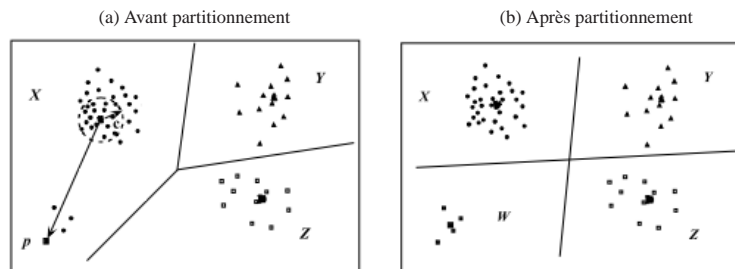 (a) Avant partitionnement
(b) Après partitionnement
X
Y
c
p
Z
X
Y
W
Z